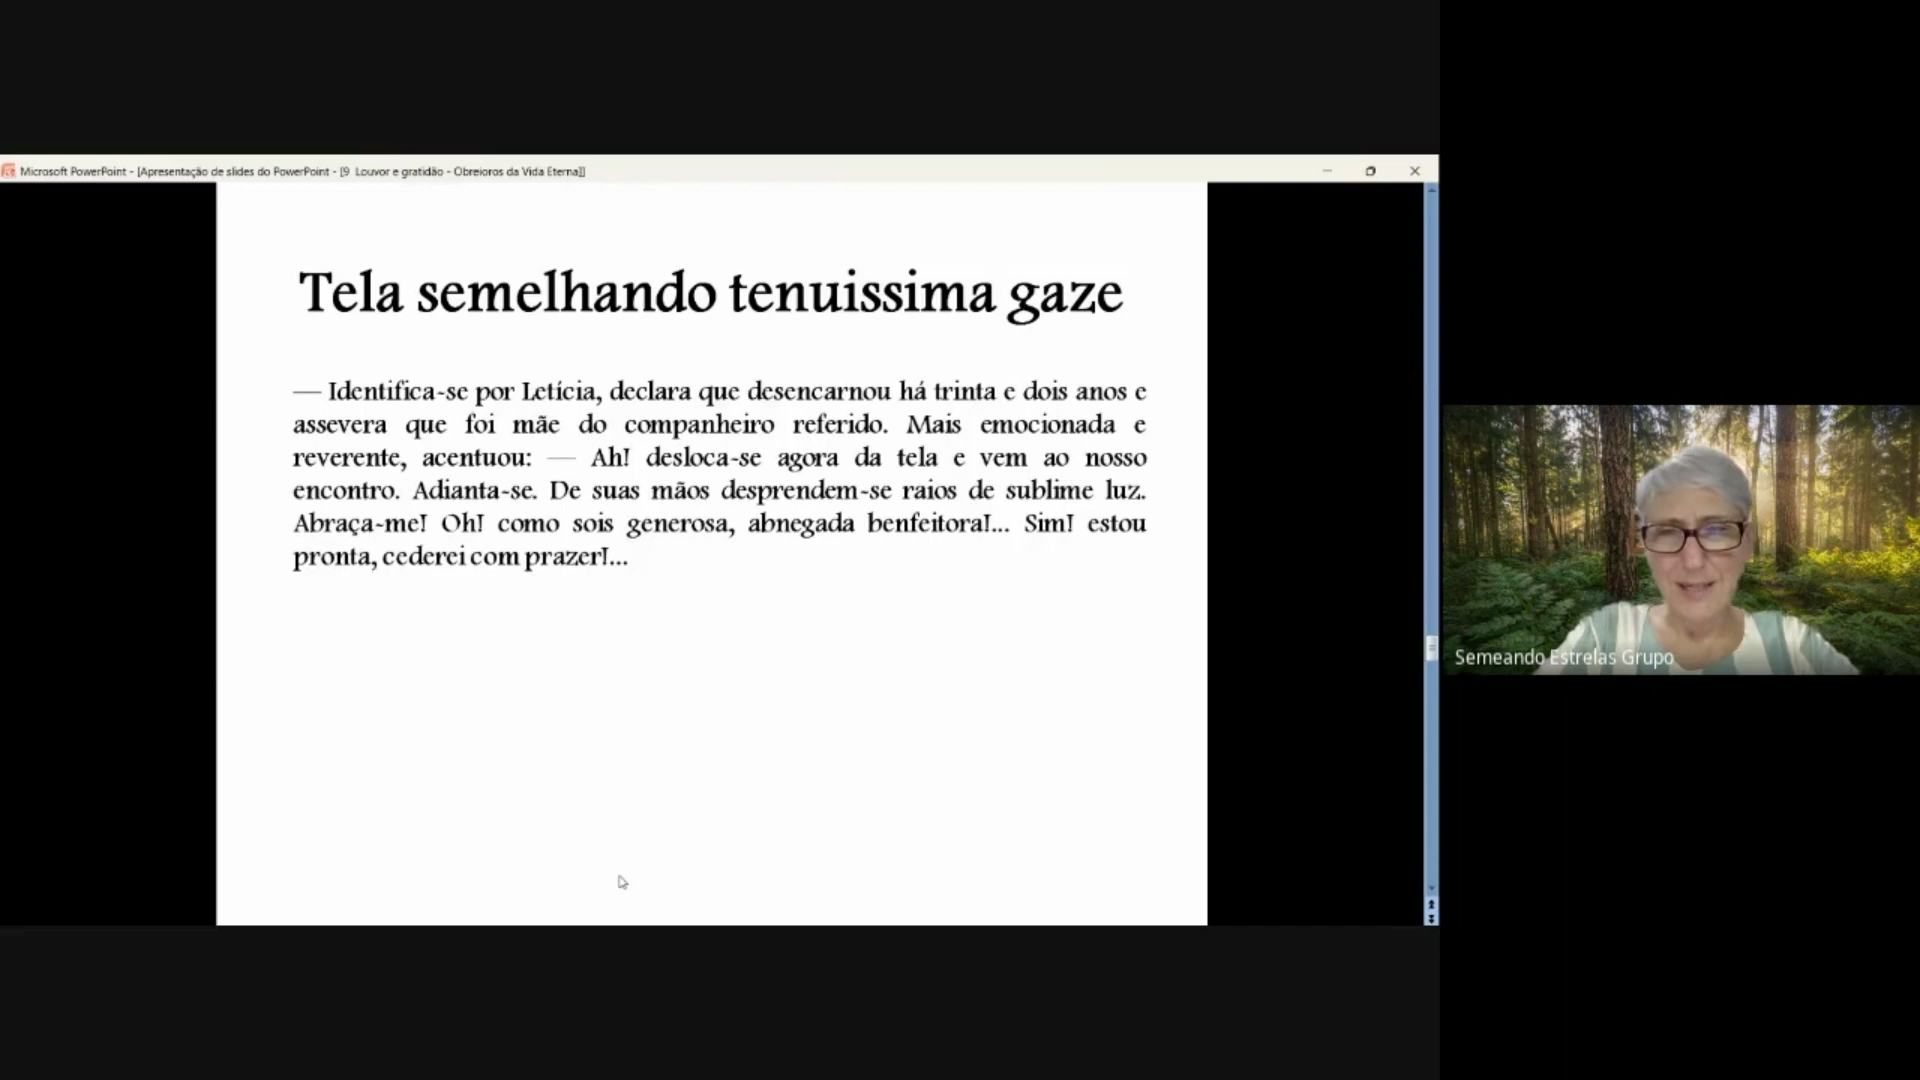 Microsoft PowerPoint - [Apresentação de slides do PowerPoint - [9 Louvor e gratidão - Obreioros da Vida Eterna]]
Tela semelhando tenuissima gaze
— Identifica-se por Letícia, declara que desencarnou há trinta e dois anos e
assevera que foi mãe do companheiro referido. Mais emocionada e
reverente, acentuou: — Ah! desloca-se agora da tela e vem ao nosso
encontro. Adianta-se. De suas mãos desprendem-se raios de sublime luz.
Abraça-me! Oh! como sois generosa, abnegada benfeitora!... Sim! estou
pronta, cederei com prazer!...
Semeando Estrelas Grupo